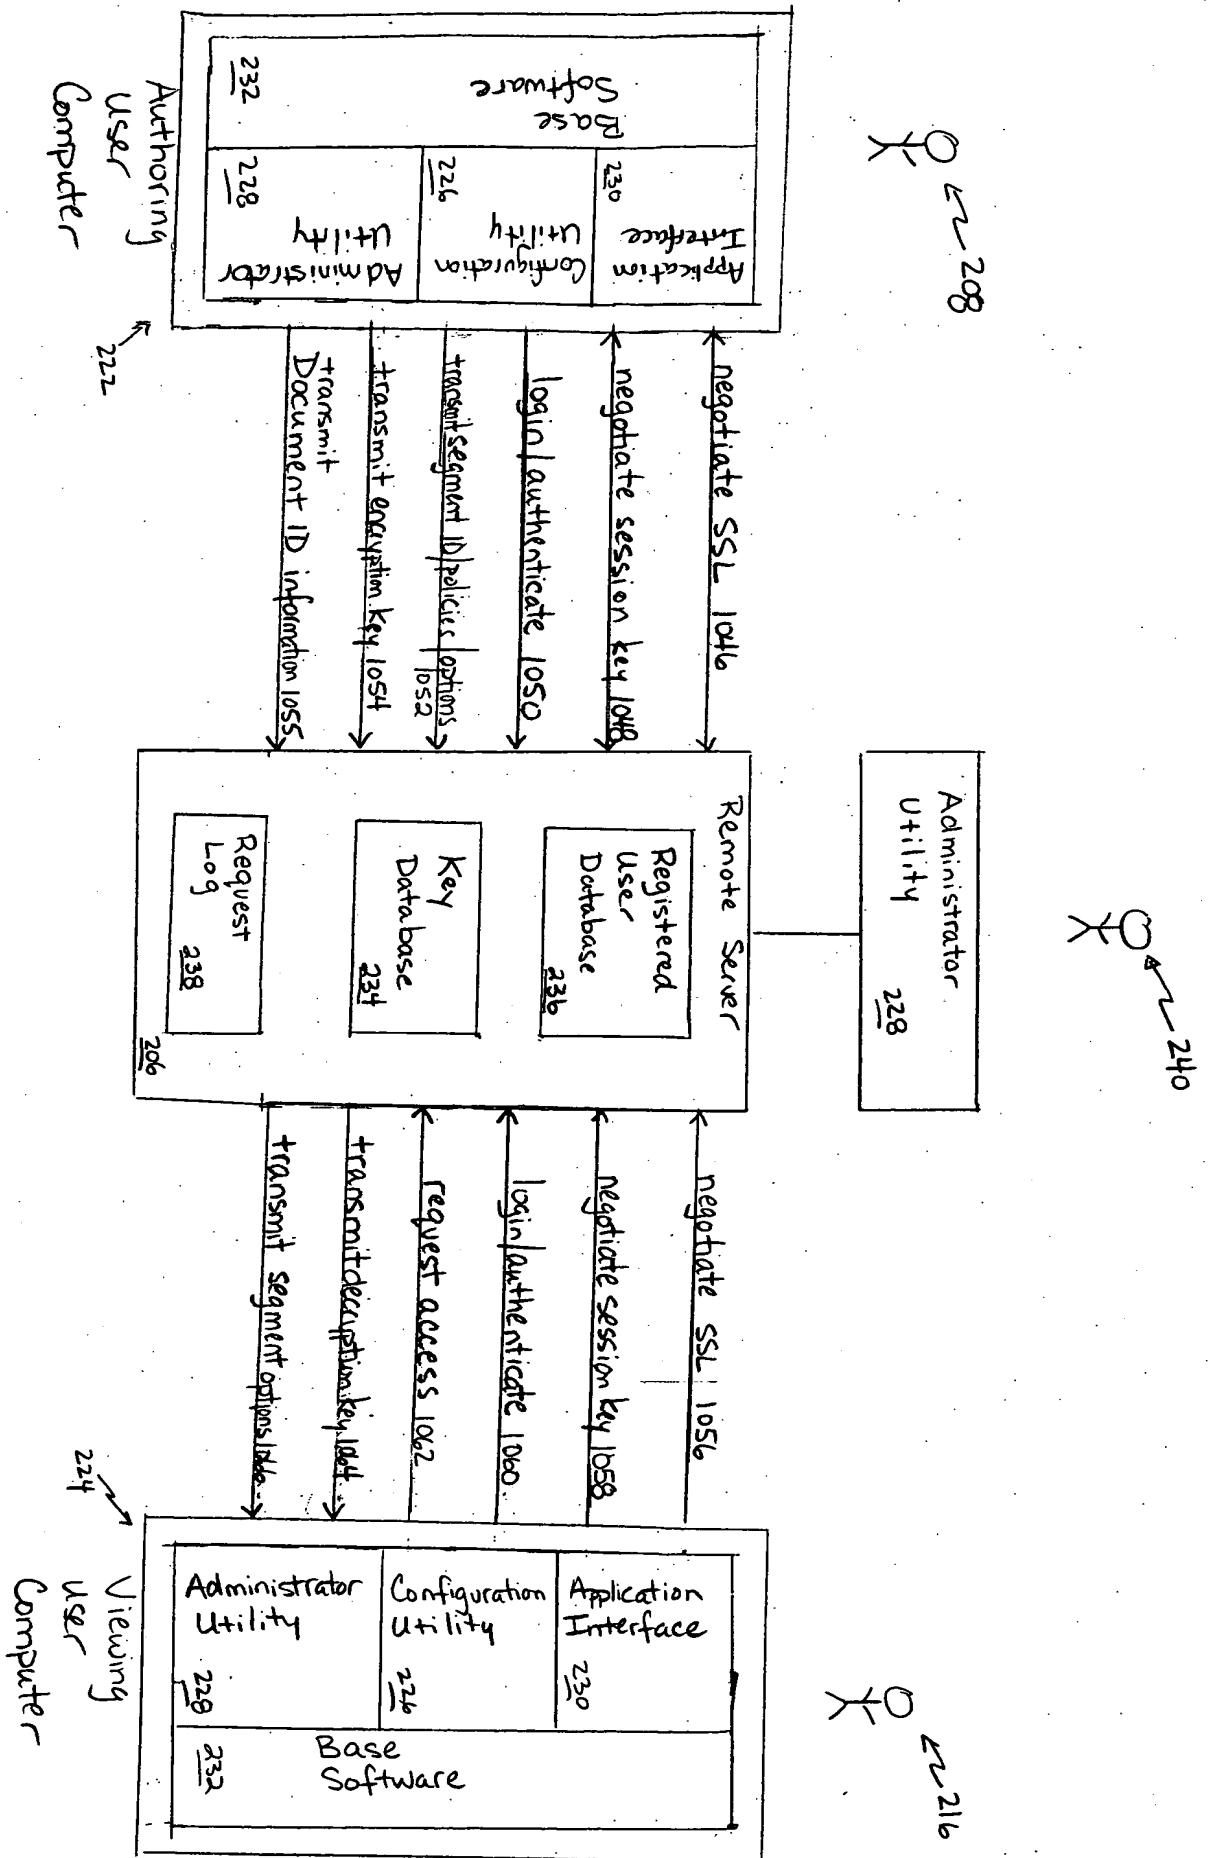 208
240
216
Base
Software
232
Application
Interface
230
Configuration
Utility
226
Administrator
Utility
228
Authoring
User
Computer
222
negotiate SSL 1046
negotiate session key 1048
login/authenticate 1050
transmit segment ID/policies/options
1052
transmit encryption key 1054
transmit
Document ID information 1055
Administrator
Utility
228
Remote Server
Registered
User
Database
236
Key
Database
234
Request
Log
238
206
negotiate SSL 1056
negotiate session key 1058
login/authenticate 1060
request access 1062
transmit decryption key 1064
transmit segment options 1066
224
Application
Interface
230
Configuration
Utility
226
Administrator
Utility
228
Base
Software
232
Viewing
User
Computer